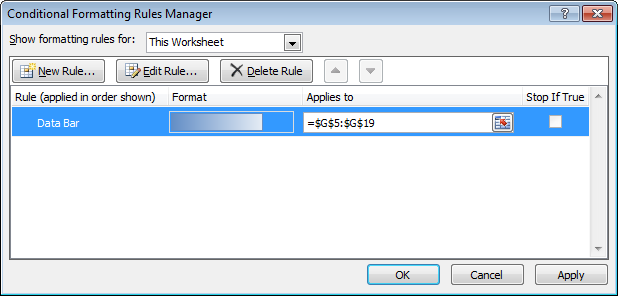 Conditional Formatting Rules Manager
Show formatting rules for: This Worksheet
New Rule... Edit Rule... Delete Rule
Rule (applied in order shown) Format Applies to Stop If True
Data Bar =$G$5:$G$19
OK Cancel Apply